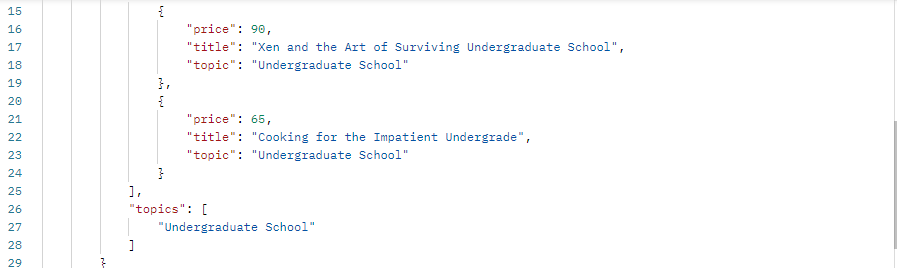 15 {
16 "price": 90,
17 "title": "Xen and the Art of Surviving Undergraduate School",
18 "topic": "Undergraduate School"
19 },
20 {
21 "price": 65,
22 "title": "Cooking for the Impatient Undergrade",
23 "topic": "Undergraduate School"
24 }
25 ],
26 "topics": [
27 "Undergraduate School"
28 ]
29 }